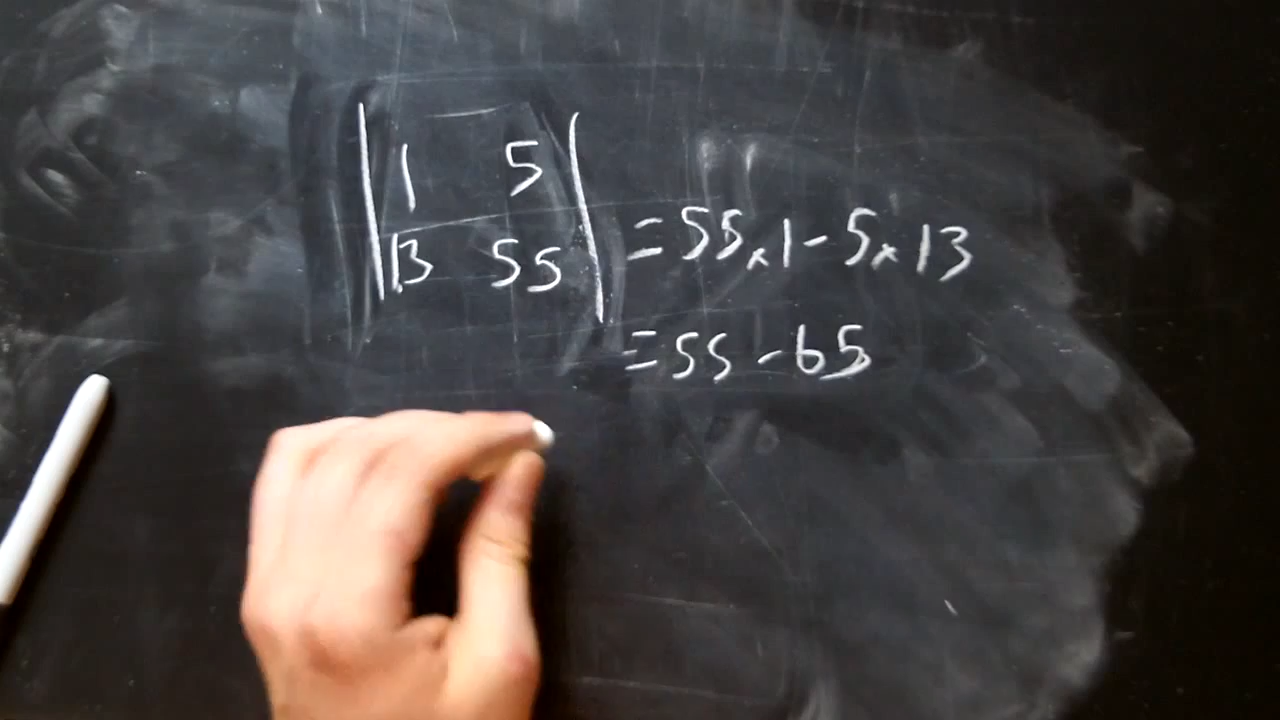 | 1 5 |
| 13 55 | = 55 x 1 - 5 x 13
= 55 - 65